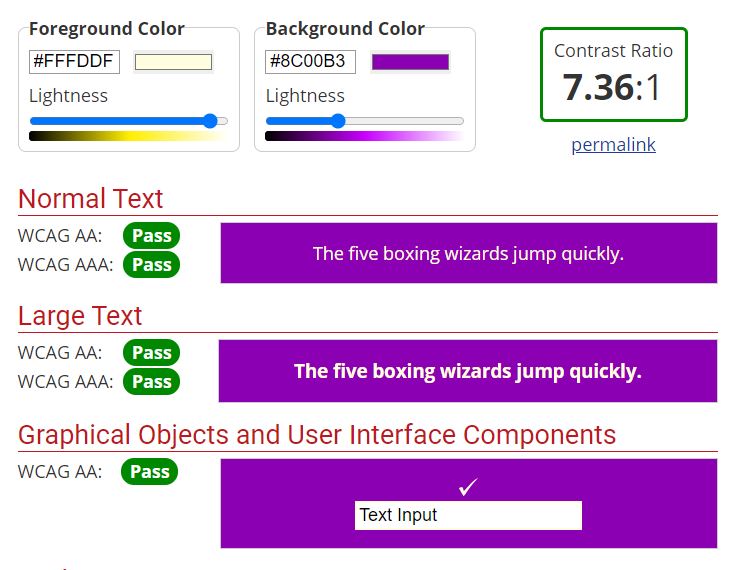 Foreground Color
#FFFDDF
Lightness
Background Color
#8C00B3
Lightness
Contrast Ratio
7.36:1
permalink
Normal Text
WCAG AA: Pass
WCAG AAA: Pass
The five boxing wizards jump quickly.
Large Text
WCAG AA: Pass
WCAG AAA: Pass
The five boxing wizards jump quickly.
Graphical Objects and User Interface Components
WCAG AA: Pass
✓
Text Input